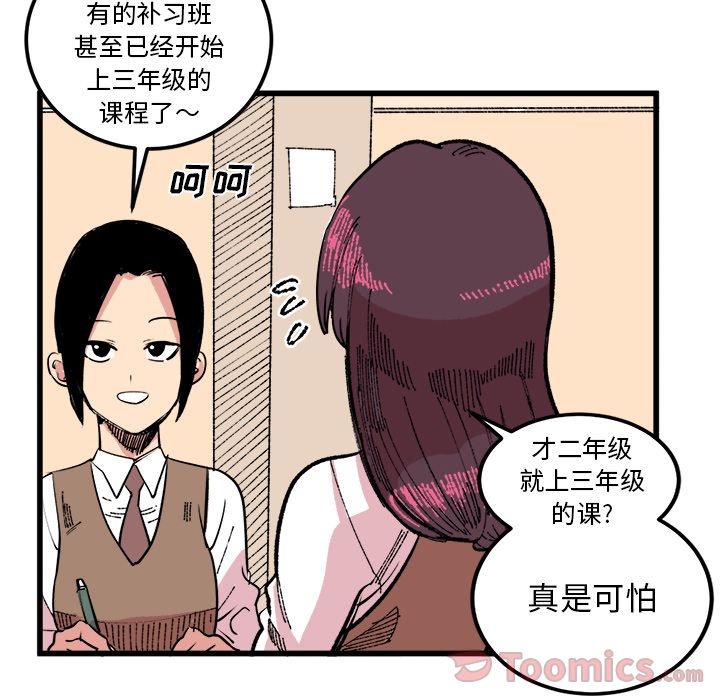 有的补习班
甚至已经开始
上三年级的
课程了～
呵呵
才二年级
就上三年级
的课?
真是可怕
Toomics.com